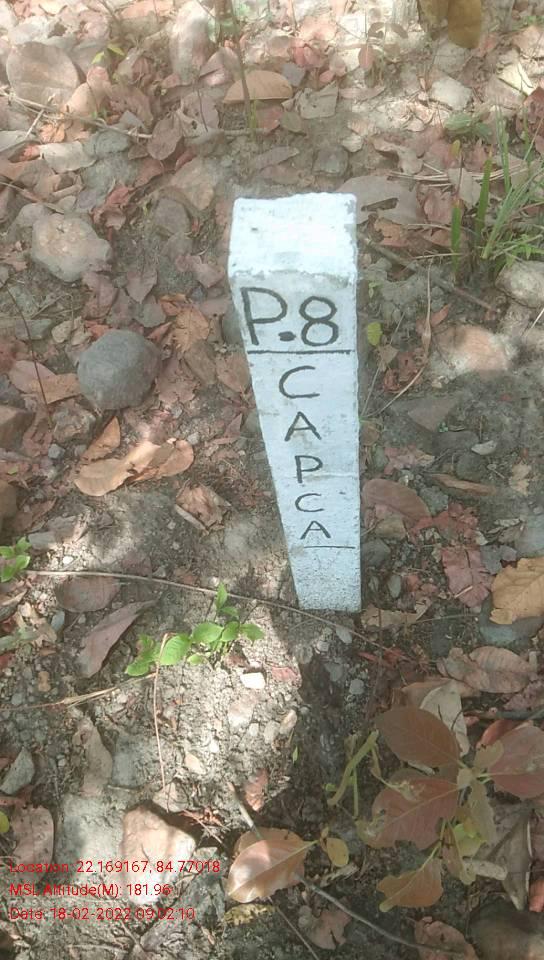 P.8
C
A
P
C
A
Location: 22.169167, 84.77018
MSL Altitude(M): 181.96
Date: 18-02-2022 09:02:10